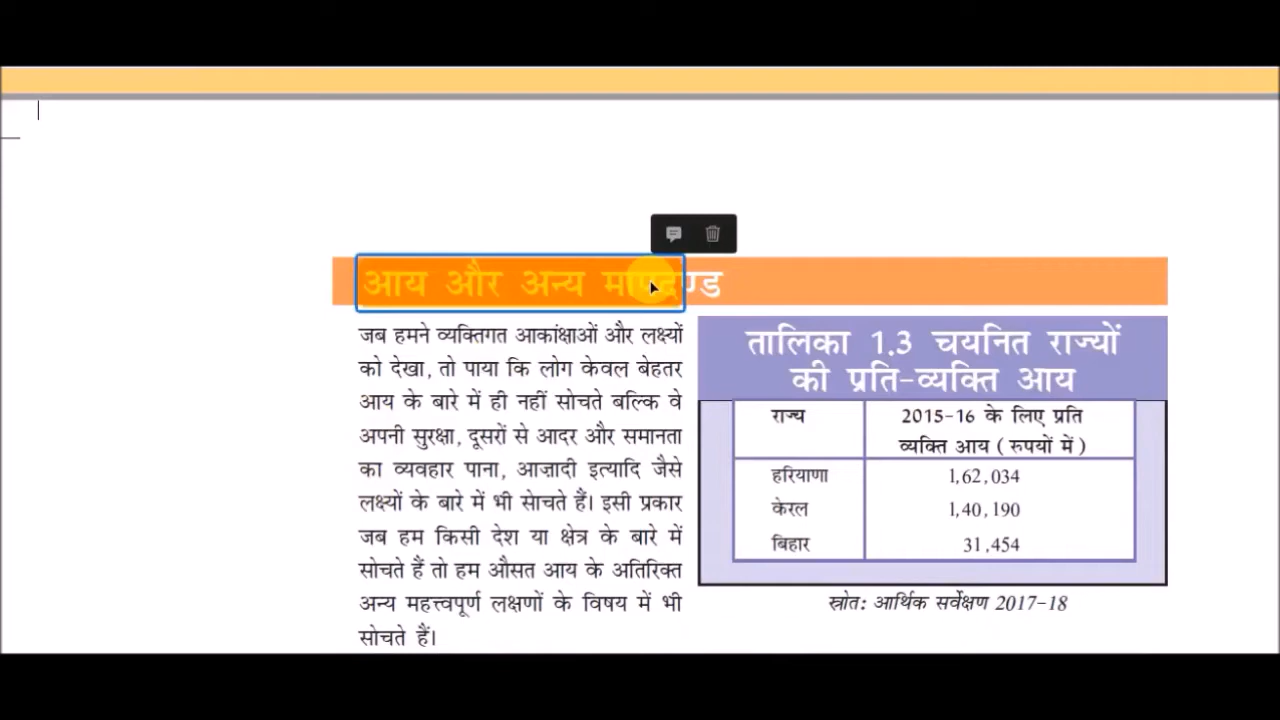 आय और अन्य मापदण्ड
जब हमने व्यक्तिगत आकांक्षाओं और लक्ष्यों
को देखा, तो पाया कि लोग केवल बेहतर
आय के बारे में ही नहीं सोचते बल्कि वे
अपनी सुरक्षा, दूसरों से आदर और समानता
का व्यवहार पाना, आज़ादी इत्यादि जैसे
लक्ष्यों के बारे में भी सेाचते हैं। इसी प्रकार
जब हम किसी देश या क्षेत्र के बारे में
सोचते हैं तो हम औसत आय के अतिरिक्त
अन्य महत्त्वपूर्ण लक्षणों के विषय में भी
सोचते हैं।
तालिका 1.3 चयनित राज्यों
की प्रति-व्यक्ति आय
राज्य 2015-16 के लिए प्रति
व्यक्ति आय ( रुपयों में )
हरियाणा 1,62,034
केरल 1,40,190
बिहार 31,454
स्रोत: आर्थिक सर्वेक्षण 2017-18